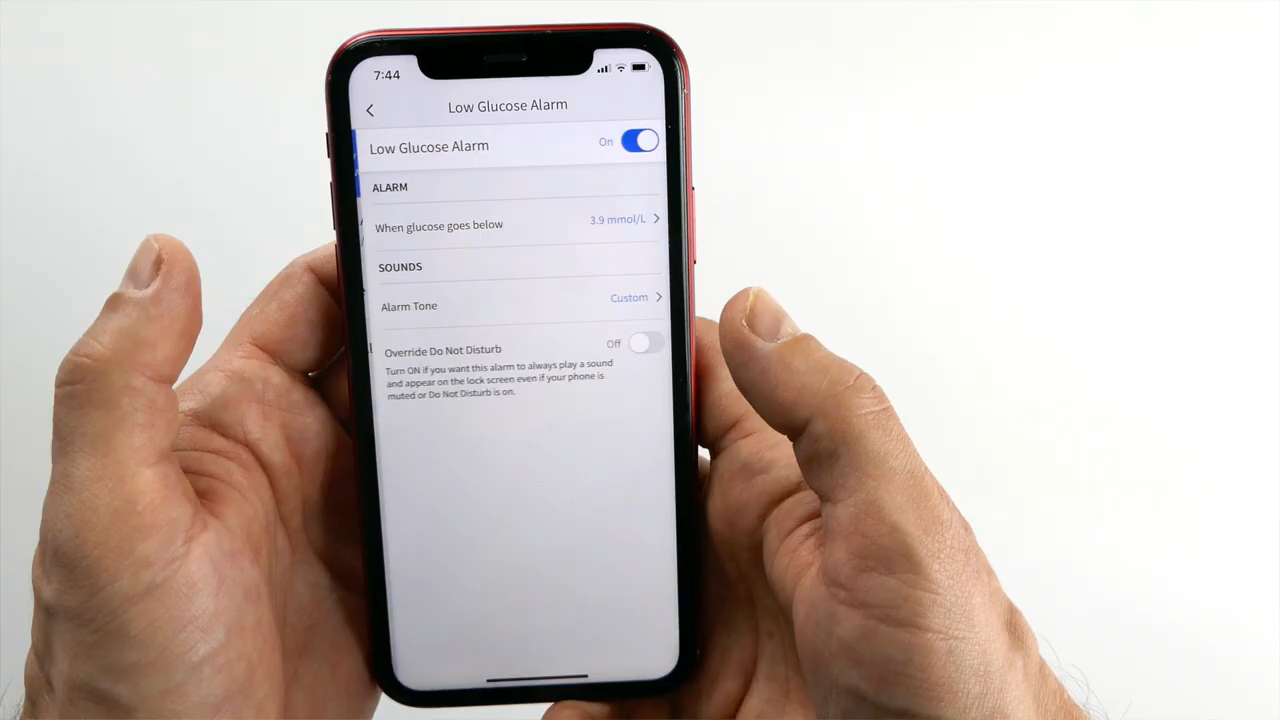 7:44
Low Glucose Alarm
Low Glucose Alarm On
ALARM
When glucose goes below 3.9 mmol/L
SOUNDS
Alarm Tone Custom
Override Do Not Disturb Off
Turn ON if you want this alarm to always play a sound
and appear on the lock screen even if your phone is
muted or Do Not Disturb is on.